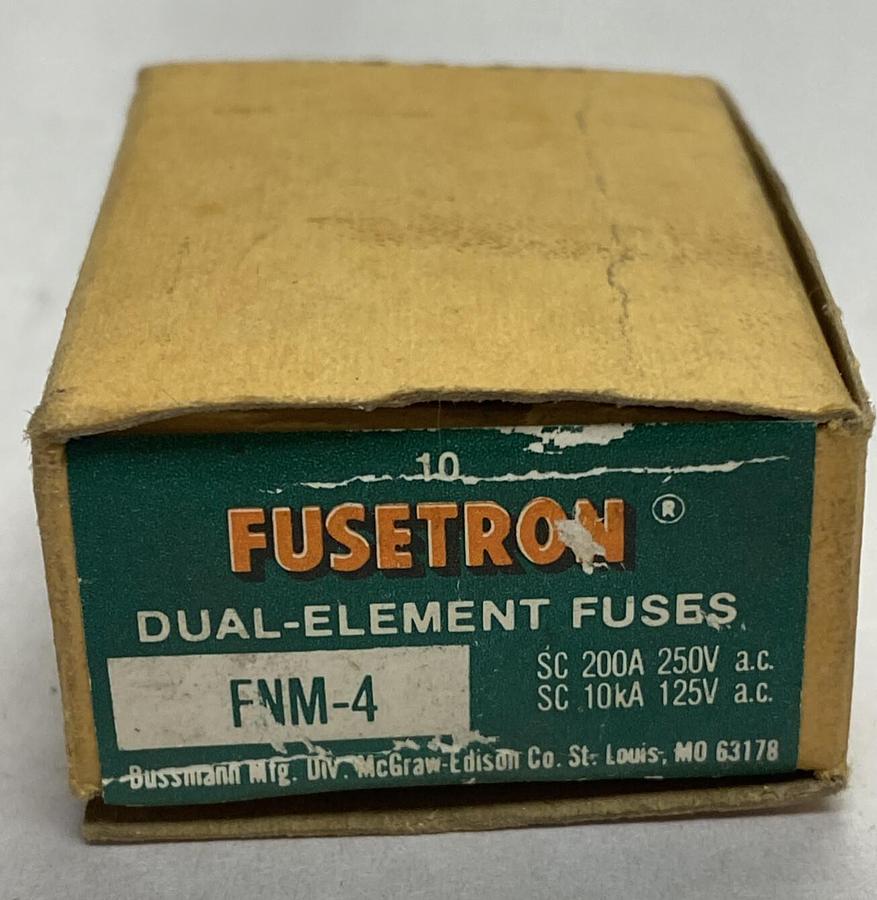 10
FUSETRON ®
DUAL-ELEMENT FUSES
FNM-4
SC 200A 250V a.c.
SC 10kA 125V a.c.
Bussmann Mfg. Div. McGraw-Edison Co. St. Louis, MO 63178